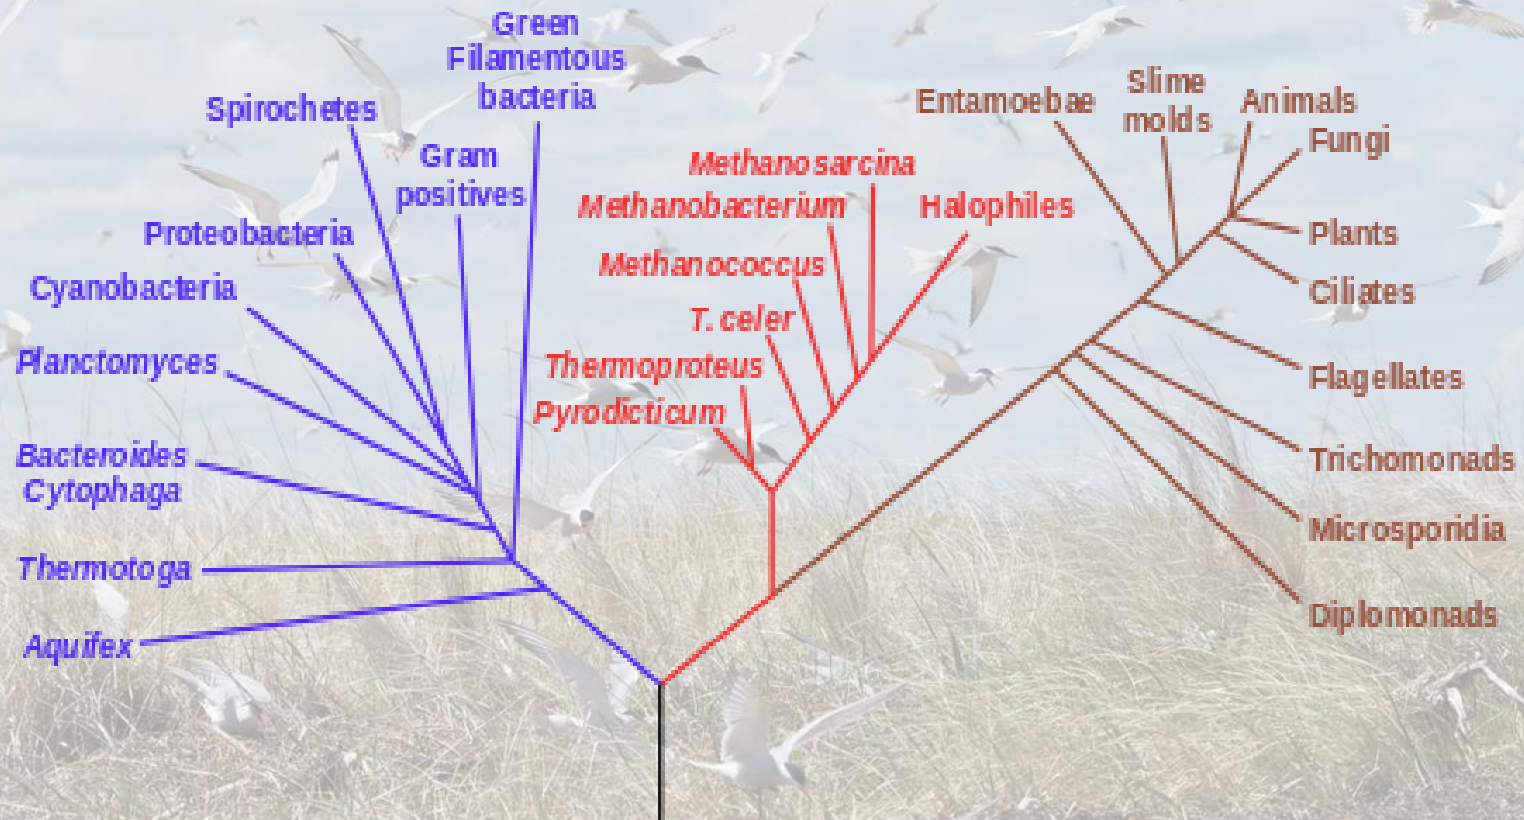 Green
Filamentous
bacteria
Spirochetes
Gram
positives
Proteobacteria
Cyanobacteria
Planctomyces
Bacteroides
Cytophaga
Thermotoga
Aquifex
Methanosarcina
Methanobacterium
Halophiles
Methanococcus
T. celer
Thermoproteus
Pyrodicticum
Entamoebae
Slime
molds
Animals
Fungi
Plants
Ciliates
Flagellates
Trichomonads
Microsporidia
Diplomonads